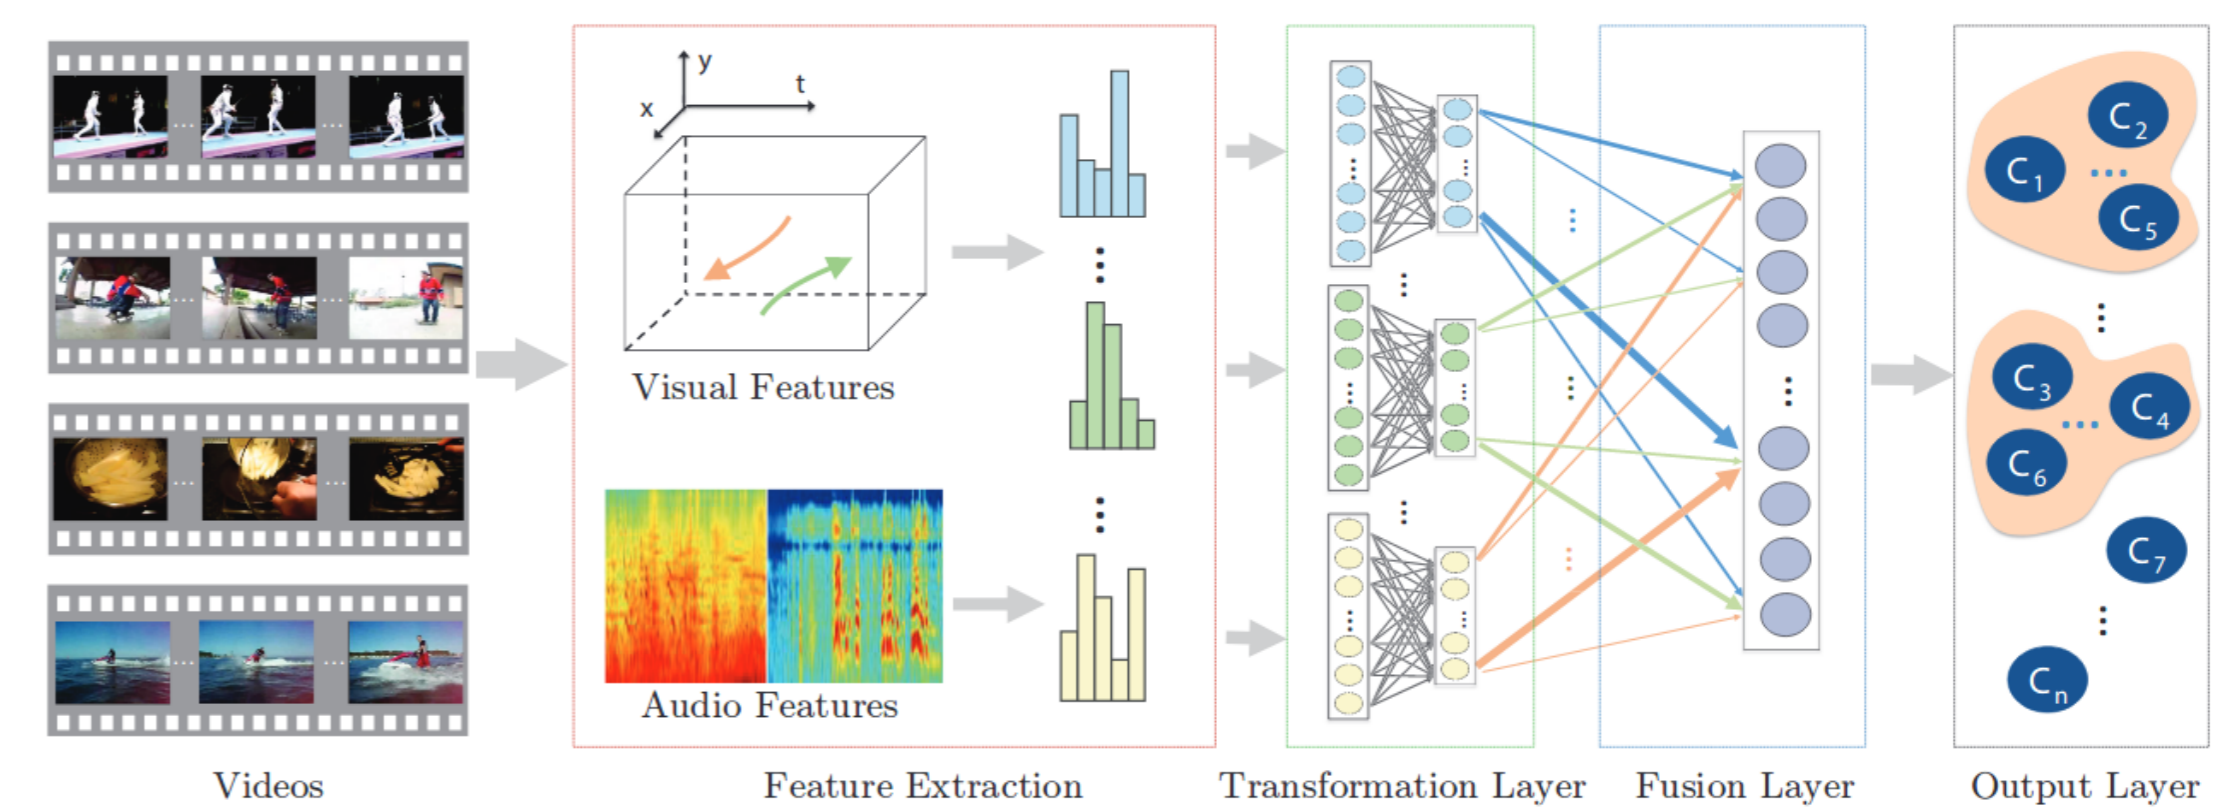 y
t
x
Visual Features
Audio Features
C1
C2
...
C5
...
C3
C4
...
C6
C7
...
Cn
Videos
Feature Extraction
Transformation Layer
Fusion Layer
Output Layer